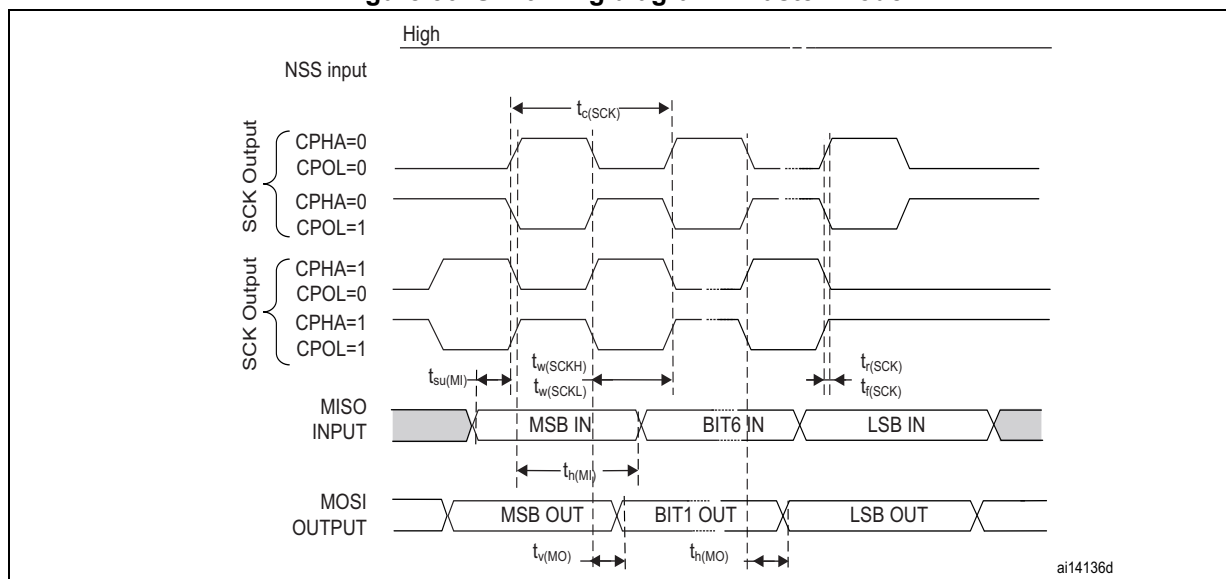 High
NSS input
tc(SCK)
SCK Output
CPHA=0
CPOL=0
CPHA=0
CPOL=1
SCK Output
CPHA=1
CPOL=0
CPHA=1
CPOL=1
tsu(MI)
tw(SCKH)
tw(SCKL)
tr(SCK)
tf(SCK)
MISO
INPUT
MSB IN
BIT6 IN
LSB IN
th(MI)
MOSI
OUTPUT
MSB OUT
BIT1 OUT
LSB OUT
tv(MO)
th(MO)
ai14136d